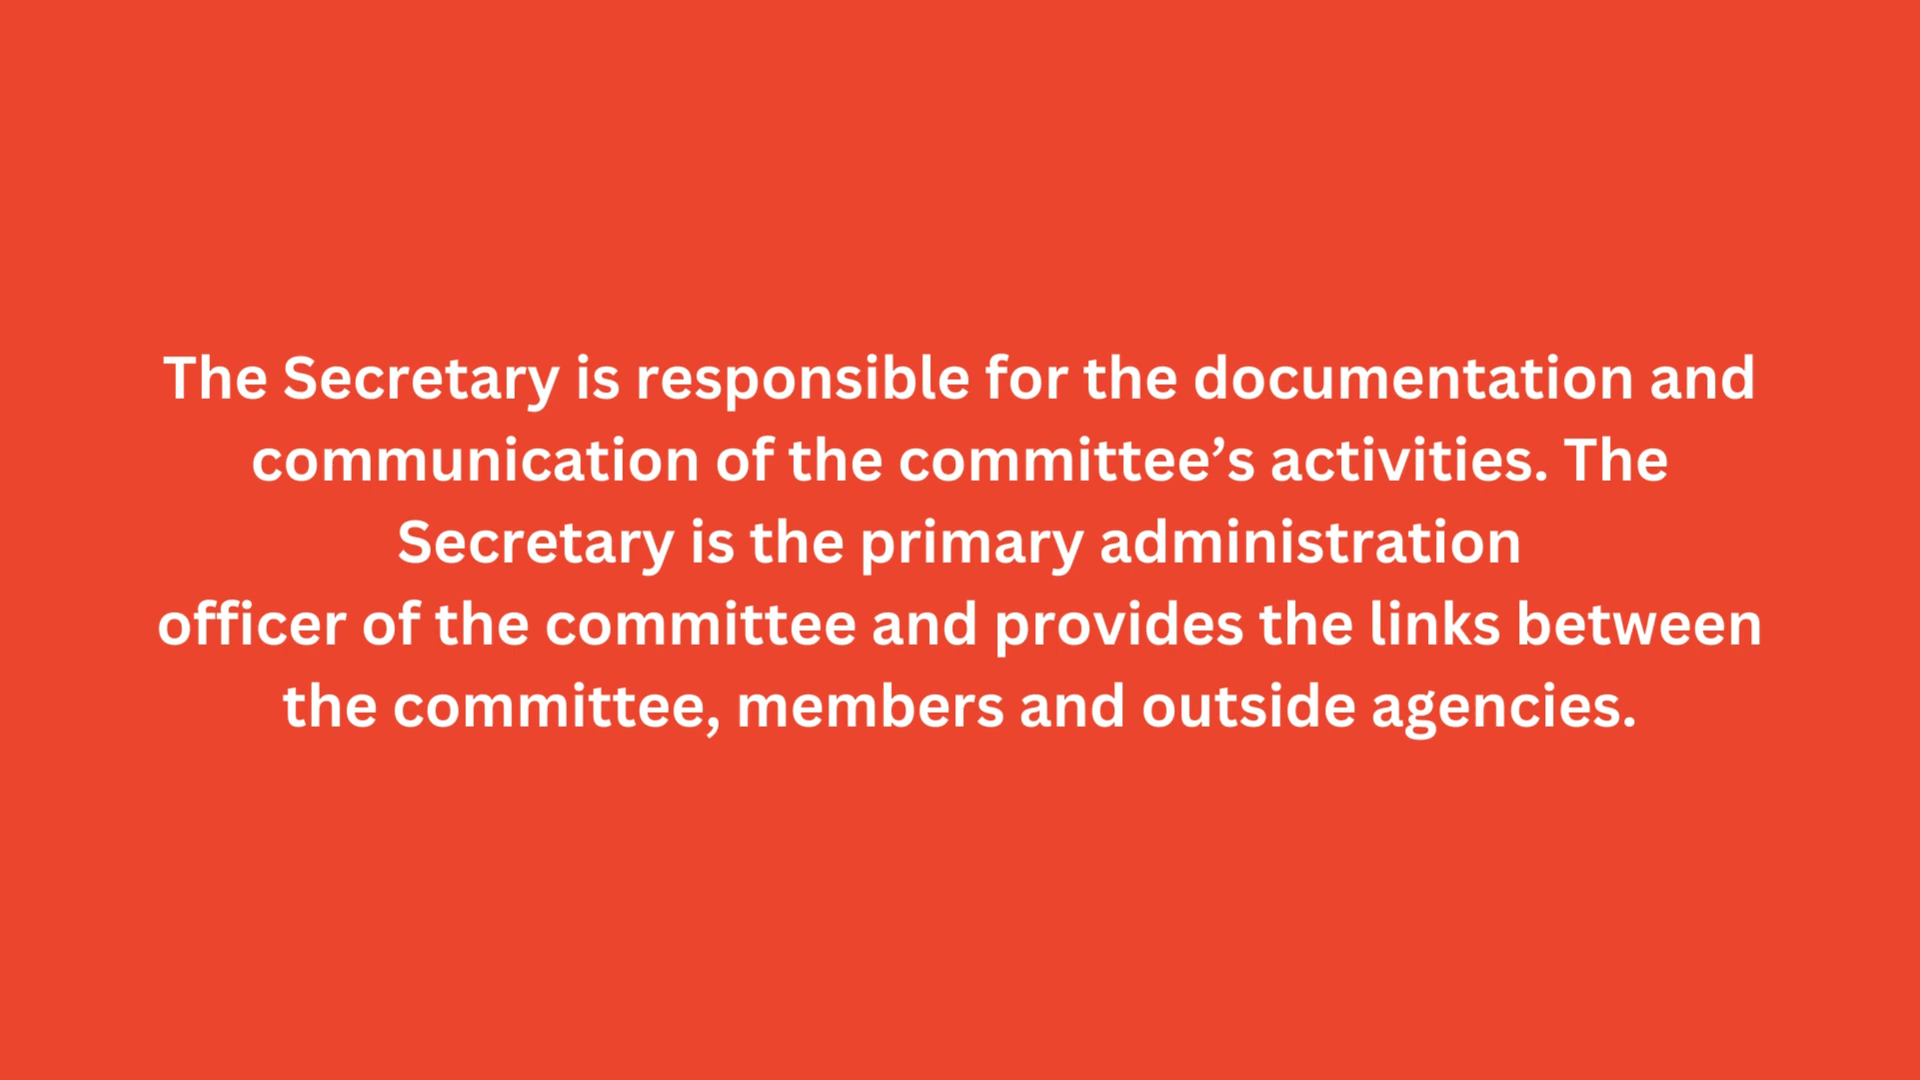 The Secretary is responsible for the documentation and
communication of the committee’s activities. The
Secretary is the primary administration
officer of the committee and provides the links between
the committee, members and outside agencies.